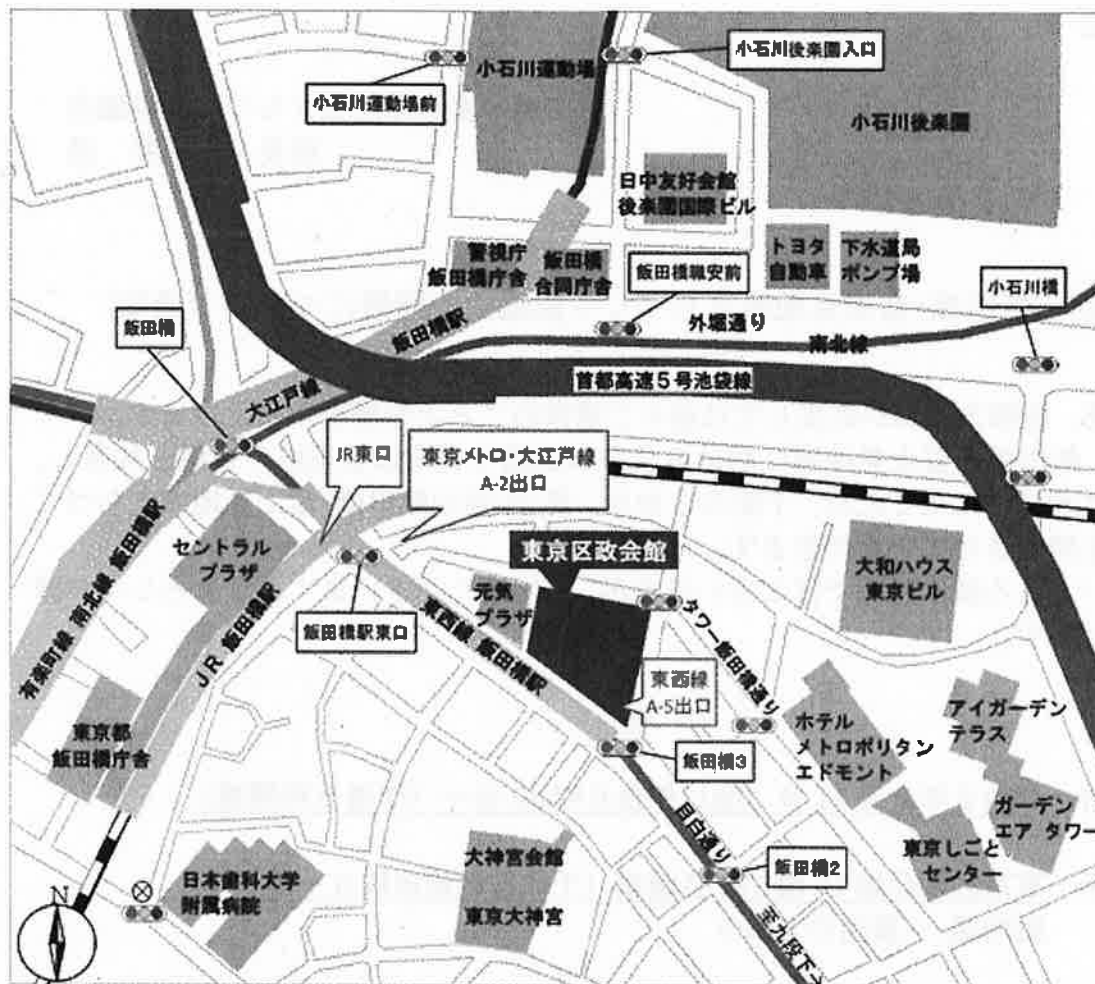 小石川後楽園入口
小石川運動場
小石川運動場前
小石川後楽園
日中友好会館
後楽園国際ビル
警視庁
飯田橋庁舎
飯田橋
合同庁舎
飯田橋職安前
トヨタ
自動車
下水道局
ポンプ場
小石川橋
飯田橋
飯田橋駅
外堀通り
南北線
首都高速5号池袋線
大江戸線
JR東口
東京メトロ・大江戸線
A-2出口
有楽町線 南北線 飯田橋駅
セントラル
プラザ
東京区政会館
大和ハウス
東京ビル
元気
プラザ
飯田橋駅東口
JR 飯田橋駅
東西線 飯田橋駅
タワー飯田橋通り
東西線
A-5出口
東京都
飯田橋庁舎
ホテル
メトロポリタン
エドモント
アイガーデン
テラス
飯田橋3
目白通り
ガーデン
エア タワー
東京しごと
センター
飯田橋2
大神宮会館
東京大神宮
日本歯科大学
附属病院
至九段下→
N